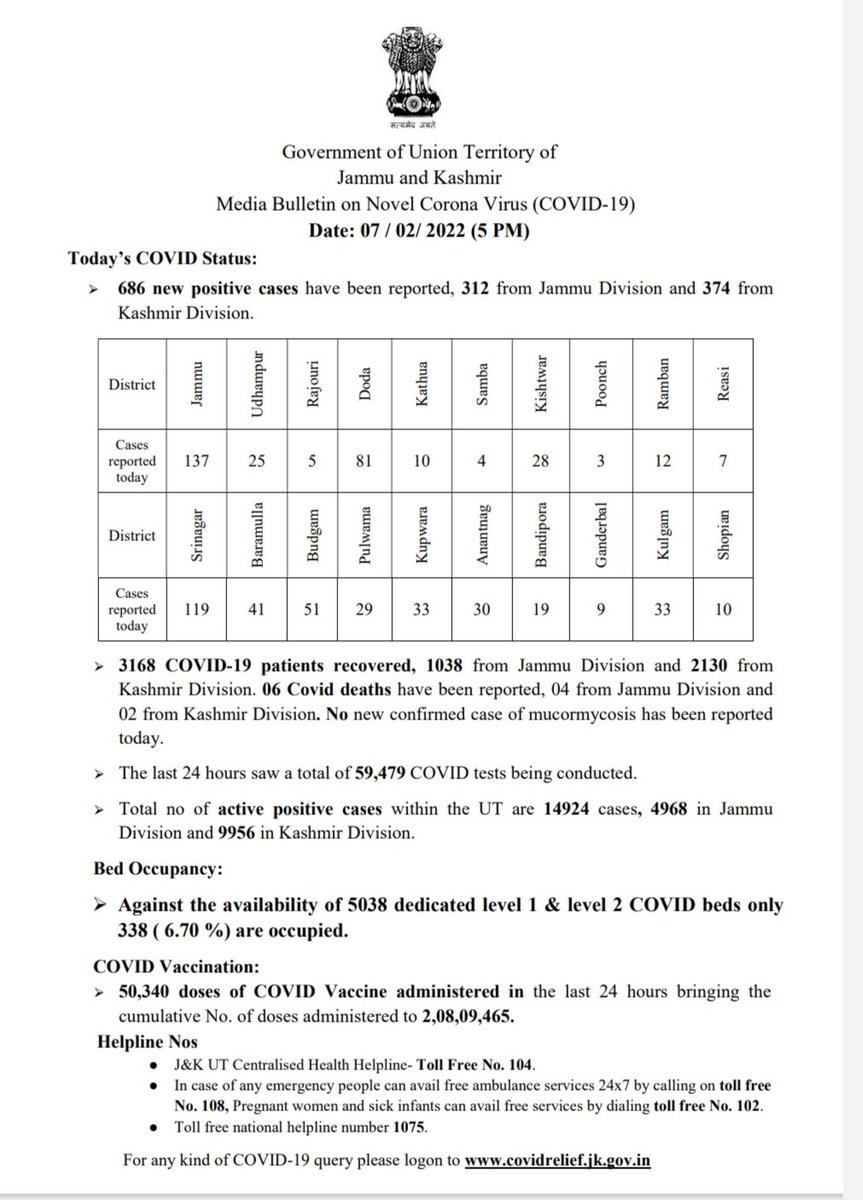 सत्यमेव जयते
Government of Union Territory of
Jammu and Kashmir
Media Bulletin on Novel Corona Virus (COVID-19)
Date: 07 / 02/ 2022 (5 PM)
Today’s COVID Status:
➢ 686 new positive cases have been reported, 312 from Jammu Division and 374 from
Kashmir Division.
District Jammu Udhampur Rajouri Doda Kathua Samba Kishtwar Poonch Ramban Reasi
Cases
reported
today
137 25 5 81 10 4 28 3 12 7
District Srinagar Baramulla Budgam Pulwama Kupwara Anantnag Bandipora Ganderbal Kulgam Shopian
Cases
reported
today
119 41 51 29 33 30 19 9 33 10
➢ 3168 COVID-19 patients recovered, 1038 from Jammu Division and 2130 from
Kashmir Division. 06 Covid deaths have been reported, 04 from Jammu Division and
02 from Kashmir Division. No new confirmed case of mucormycosis has been reported
today.
➢ The last 24 hours saw a total of 59,479 COVID tests being conducted.
➢ Total no of active positive cases within the UT are 14924 cases, 4968 in Jammu
Division and 9956 in Kashmir Division.
Bed Occupancy:
➢ Against the availability of 5038 dedicated level 1 & level 2 COVID beds only
338 ( 6.70 %) are occupied.
COVID Vaccination:
➢ 50,340 doses of COVID Vaccine administered in the last 24 hours bringing the
cumulative No. of doses administered to 2,08,09,465.
Helpline Nos
● J&K UT Centralised Health Helpline- Toll Free No. 104.
● In case of any emergency people can avail free ambulance services 24x7 by calling on toll free
No. 108, Pregnant women and sick infants can avail free services by dialing toll free No. 102.
● Toll free national helpline number 1075.
For any kind of COVID-19 query please logon to www.covidrelief.jk.gov.in